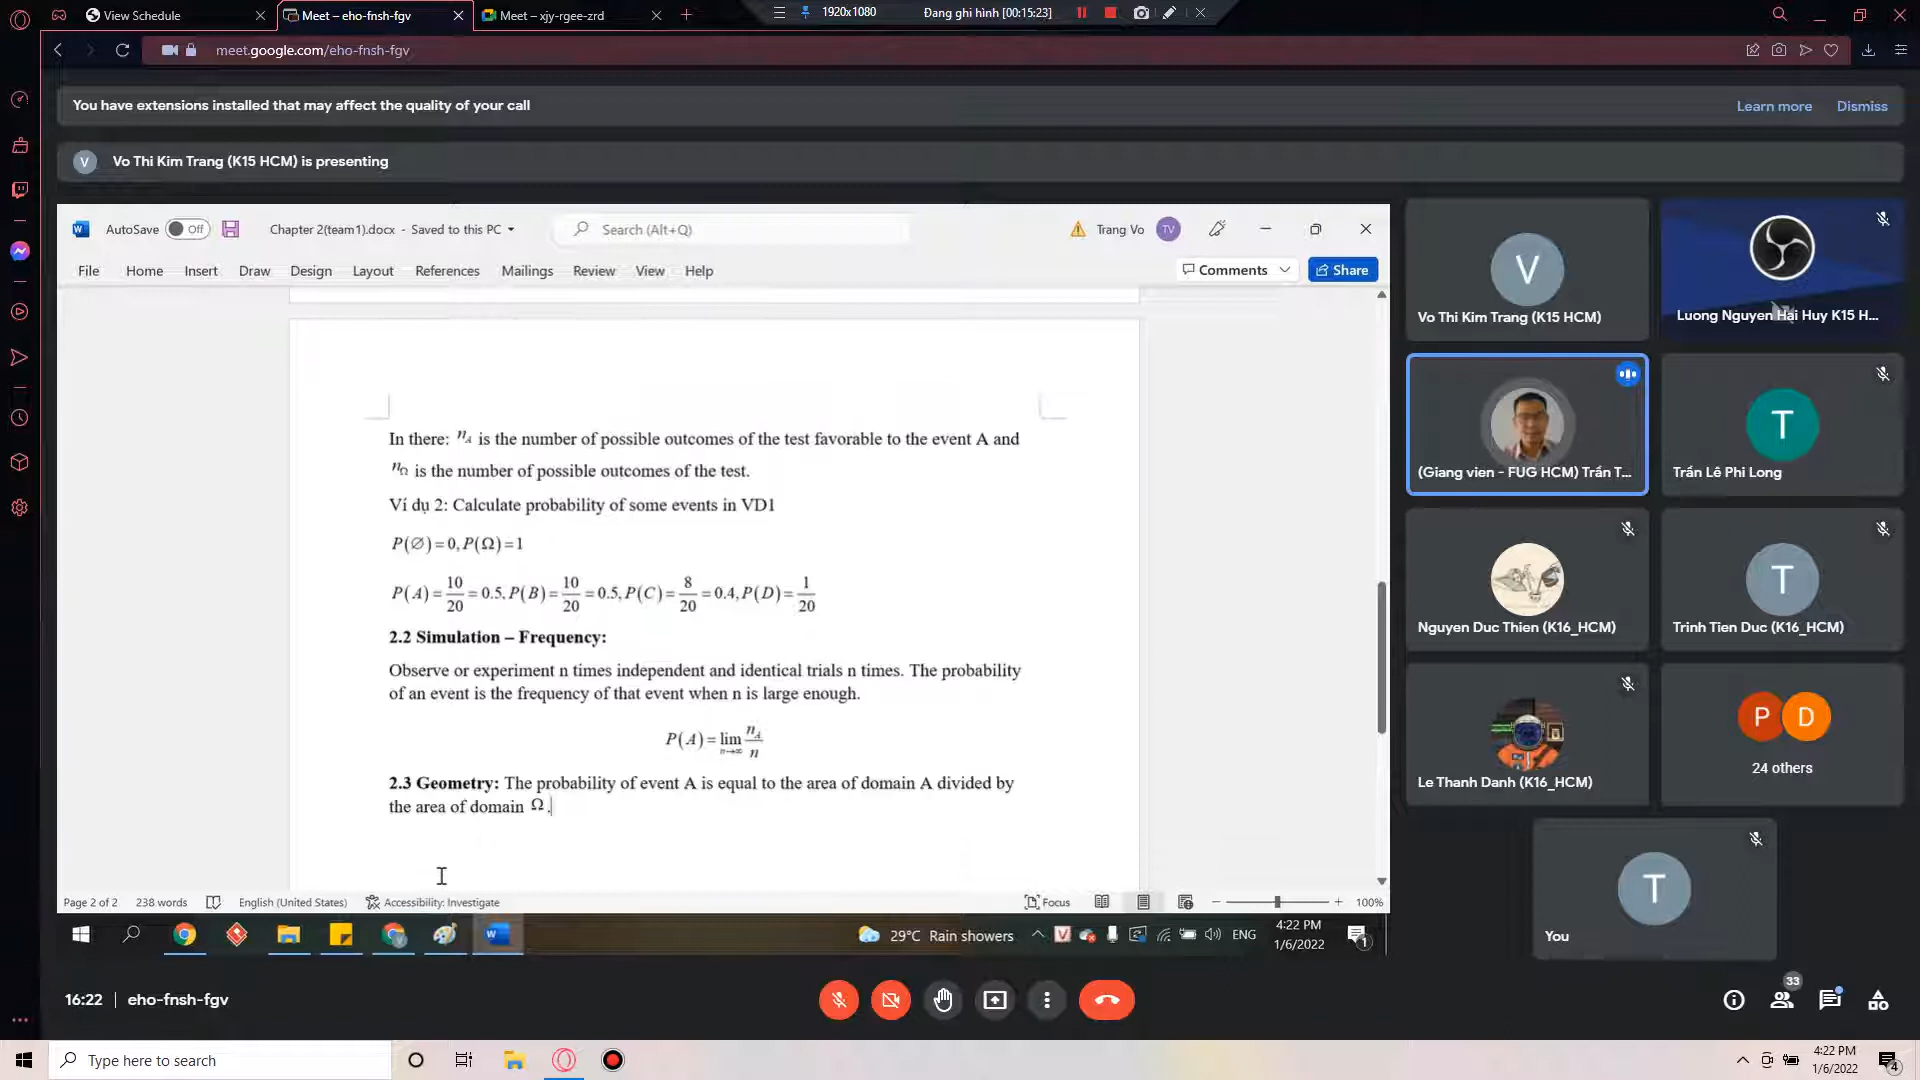 View Schedule
Meet – eho-fnsh-fgv
Meet – xjy-rgee-zrd
1920x1080
Đang ghi hình [00:15:23]
meet.google.com/eho-fnsh-fgv
You have extensions installed that may affect the quality of your call
Learn more
Dismiss
V
Vo Thi Kim Trang (K15 HCM) is presenting
AutoSave
Off
Chapter 2(team1).docx - Saved to this PC
Search (Alt+Q)
Trang Vo
TV
File
Home
Insert
Draw
Design
Layout
References
Mailings
Review
View
Help
Comments
Share
In there: n_A is the number of possible outcomes of the test favorable to the event A and
n_Ω is the number of possible outcomes of the test.
Ví dụ 2: Calculate probability of some events in VD1
P(∅)=0, P(Ω)=1
P(A)=10/20=0.5, P(B)=10/20=0.5, P(C)=8/20=0.4, P(D)=1/20
2.2 Simulation – Frequency:
Observe or experiment n times independent and identical trials n times. The probability
of an event is the frequency of that event when n is large enough.
P(A)=lim n→∞ n_A/n
2.3 Geometry: The probability of event A is equal to the area of domain A divided by
the area of domain Ω.
Page 2 of 2
238 words
English (United States)
Accessibility: Investigate
Focus
100%
29°C Rain showers
ENG
4:22 PM
1/6/2022
1
V
Vo Thi Kim Trang (K15 HCM)
Luong Nguyen Hai Huy K15 H...
(Giang vien - FUG HCM) Trần T...
T
Trần Lê Phi Long
Nguyen Duc Thien (K16_HCM)
T
Trinh Tien Duc (K16_HCM)
Le Thanh Danh (K16_HCM)
P
D
24 others
T
You
16:22
eho-fnsh-fgv
33
Type here to search
4:22 PM
1/6/2022
4